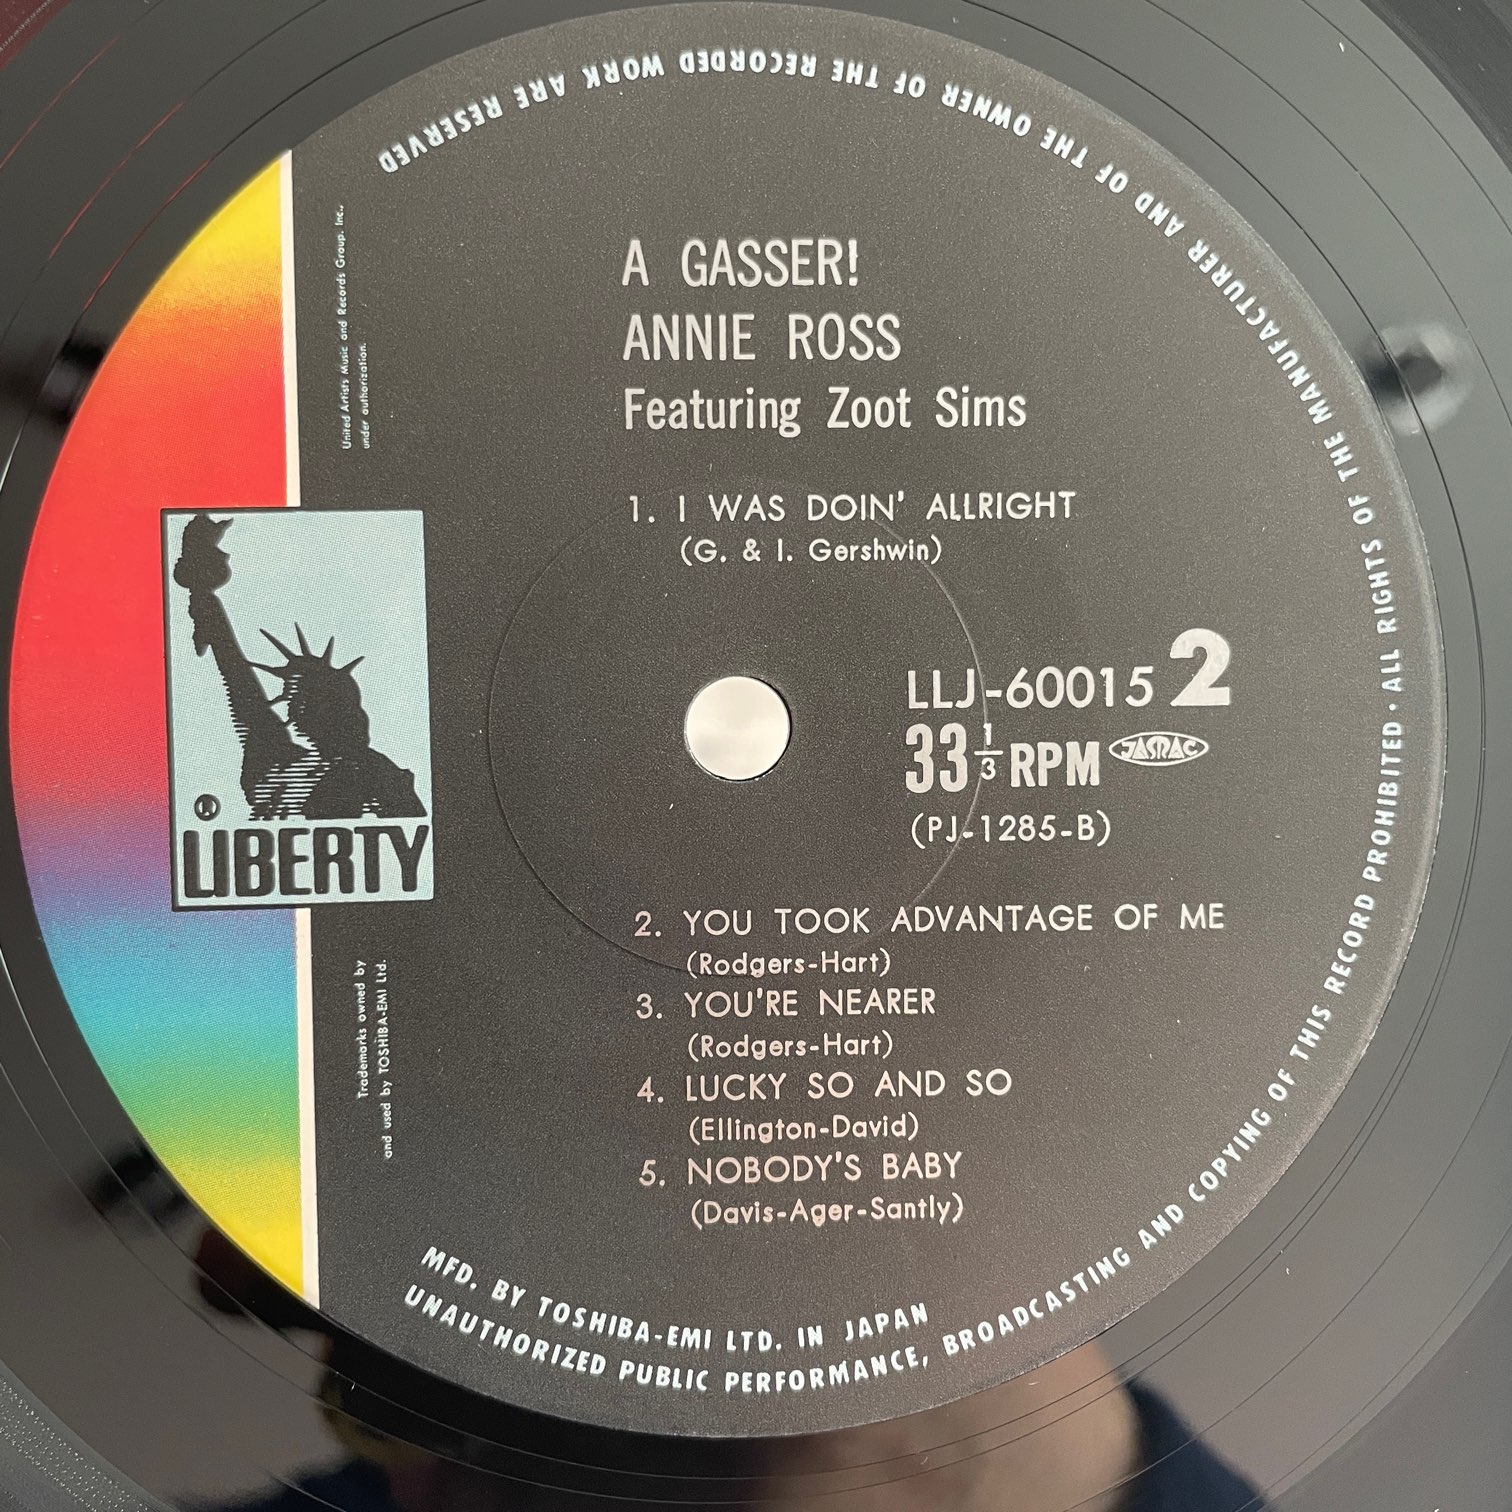 A GASSER!
ANNIE ROSS
Featuring Zoot Sims
1. I WAS DOIN' ALLRIGHT
(G. & I. Gershwin)
LLJ-60015 2
33 1/3 RPM JASRAC
(PJ-1285-B)
2. YOU TOOK ADVANTAGE OF ME
(Rodgers-Hart)
3. YOU'RE NEARER
(Rodgers-Hart)
4. LUCKY SO AND SO
(Ellington-David)
5. NOBODY'S BABY
(Davis-Ager-Santly)
United Artists Music and Records Group, Inc.,
under authorization.
® LIBERTY
Trademarks owned by
and used by TOSHIBA-EMI Ltd.
MFD. BY TOSHIBA-EMI LTD. IN JAPAN
UNAUTHORIZED PUBLIC PERFORMANCE, BROADCASTING AND COPYING OF THIS RECORD PROHIBITED · ALL RIGHTS OF THE MANUFACTURER AND OF THE OWNER OF THE RECORDED WORK ARE RESERVED